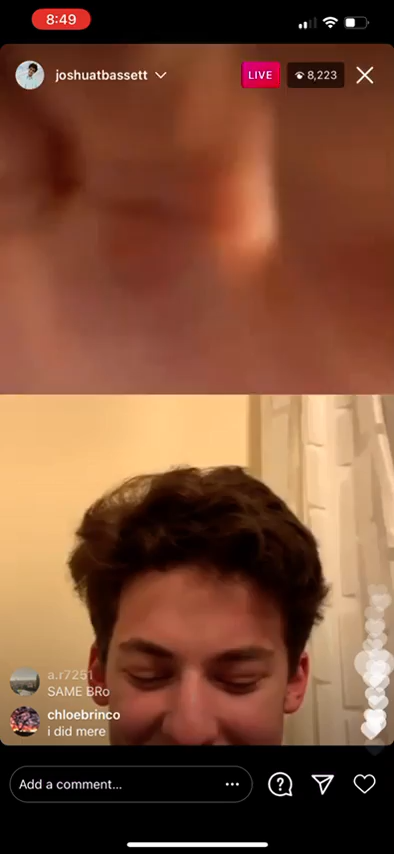 8:49
joshuatbassett
LIVE
8,223
a.r7251
SAME BRo
chloebrinco
i did mere
Add a comment...